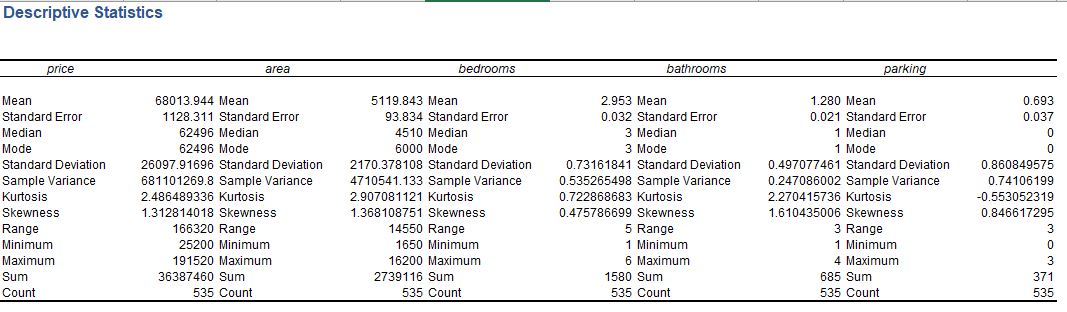 Descriptive Statistics
price area bedrooms bathrooms parking
Mean 68013.944 Mean 5119.843 Mean 2.953 Mean 1.280 Mean 0.693
Standard Error 1128.311 Standard Error 93.834 Standard Error 0.032 Standard Error 0.021 Standard Error 0.037
Median 62496 Median 4510 Median 3 Median 1 Median 0
Mode 62496 Mode 6000 Mode 3 Mode 1 Mode 0
Standard Deviation 26097.91696 Standard Deviation 2170.378108 Standard Deviation 0.73161841 Standard Deviation 0.497077461 Standard Deviation 0.860849575
Sample Variance 681101269.8 Sample Variance 4710541.133 Sample Variance 0.535265498 Sample Variance 0.247086002 Sample Variance 0.74106199
Kurtosis 2.486489336 Kurtosis 2.907081121 Kurtosis 0.722868683 Kurtosis 2.270415736 Kurtosis -0.553052319
Skewness 1.312814018 Skewness 1.368108751 Skewness 0.475786699 Skewness 1.610435006 Skewness 0.846617295
Range 166320 Range 14550 Range 5 Range 3 Range 3
Minimum 25200 Minimum 1650 Minimum 1 Minimum 1 Minimum 0
Maximum 191520 Maximum 16200 Maximum 6 Maximum 4 Maximum 3
Sum 36387460 Sum 2739116 Sum 1580 Sum 685 Sum 371
Count 535 Count 535 Count 535 Count 535 Count 535